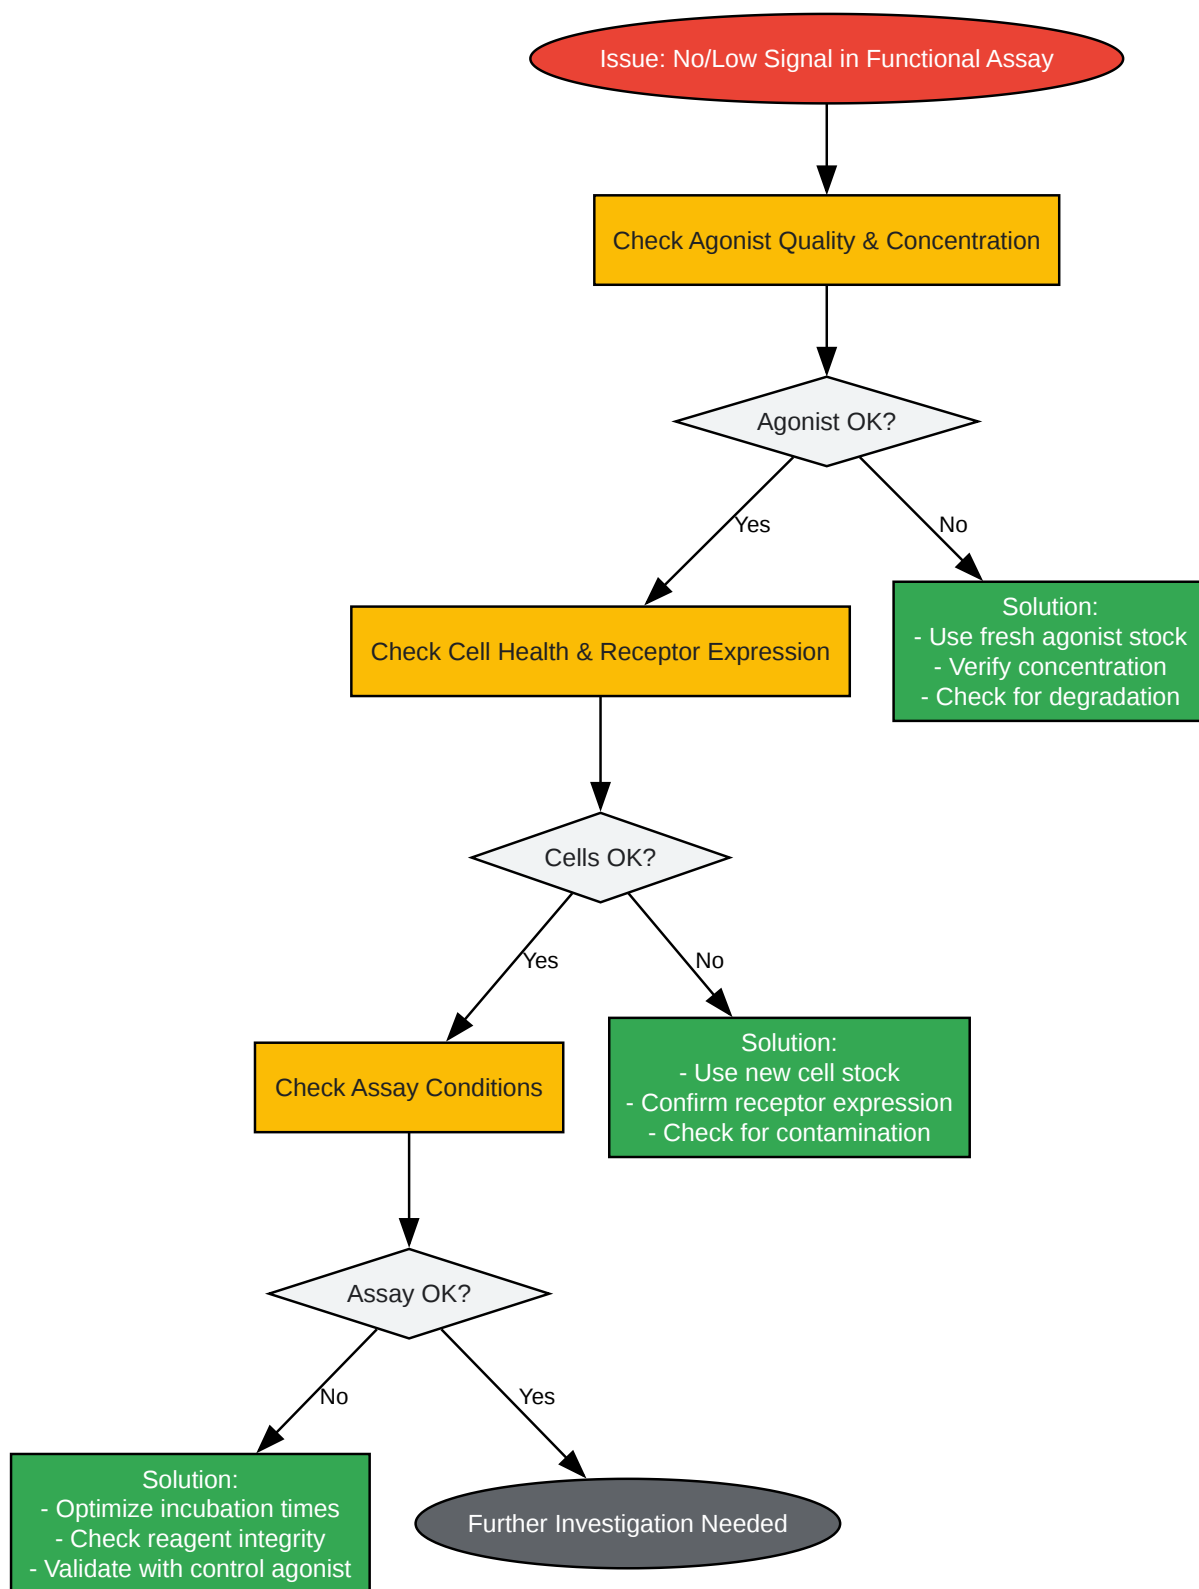 Issue: No/Low Signal in Functional Assay
Check Agonist Quality & Concentration
Agonist OK?
Yes
No
Solution:
- Use fresh agonist stock
- Verify concentration
- Check for degradation
Check Cell Health & Receptor Expression
Cells OK?
Yes
No
Solution:
- Use new cell stock
- Confirm receptor expression
- Check for contamination
Check Assay Conditions
Assay OK?
No
Yes
Solution:
- Optimize incubation times
- Check reagent integrity
- Validate with control agonist
Further Investigation Needed